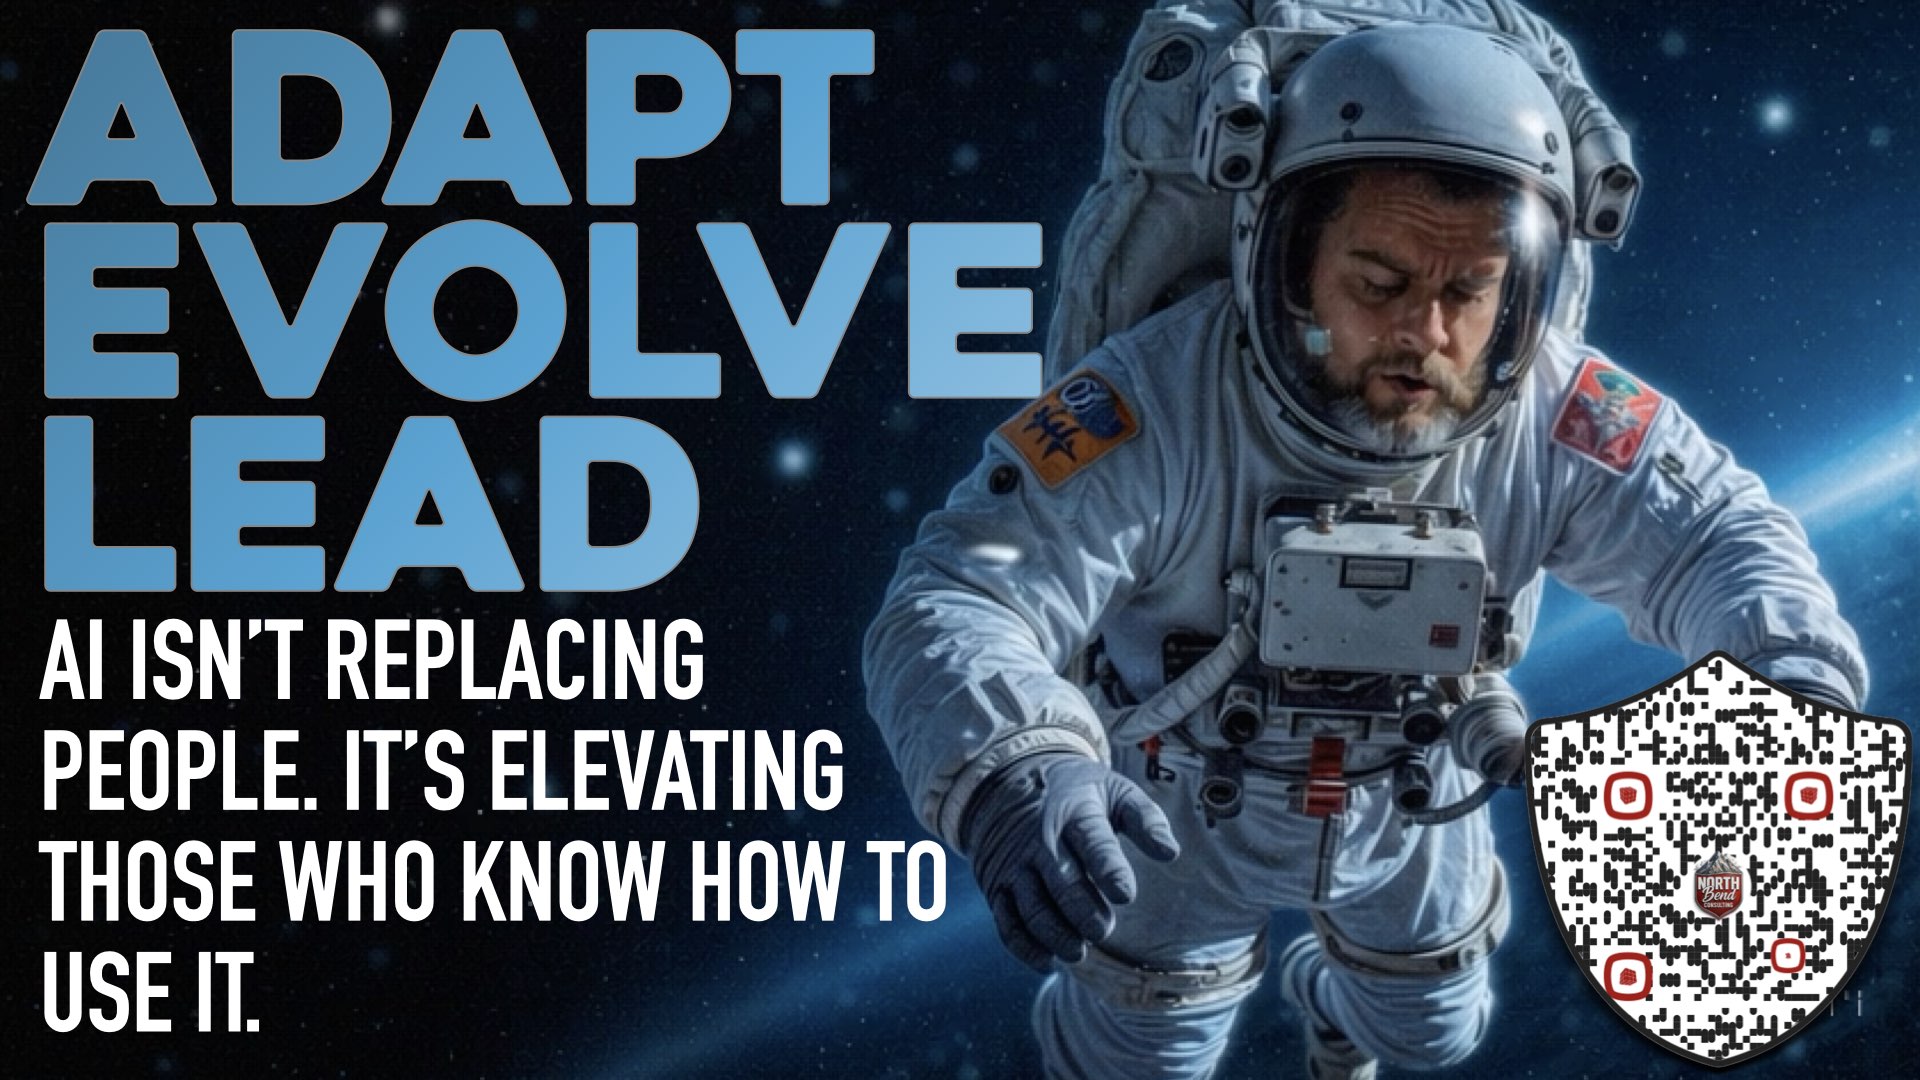 ADAPT
EVOLVE
LEAD
AI ISN'T REPLACING
PEOPLE. IT'S ELEVATING
THOSE WHO KNOW HOW TO
USE IT.
NORTH
Bend
CONSULTING